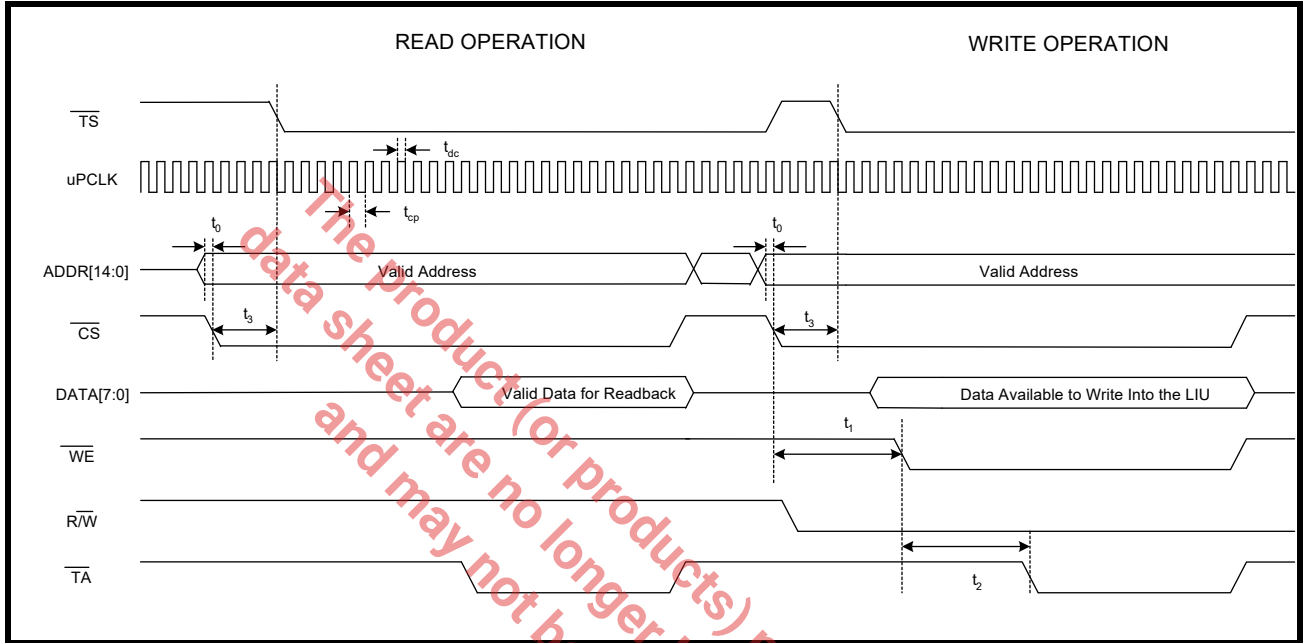 READ OPERATION
WRITE OPERATION
TS
tdc
uPCLK
tcp
t0
t0
ADDR[14:0]
Valid Address
Valid Address
CS
t3
t3
DATA[7:0]
Valid Data for Readback
Data Available to Write Into the LIU
t1
WE
R/W
TA
t2
The product (or products)
data sheet are no longer
and may not b